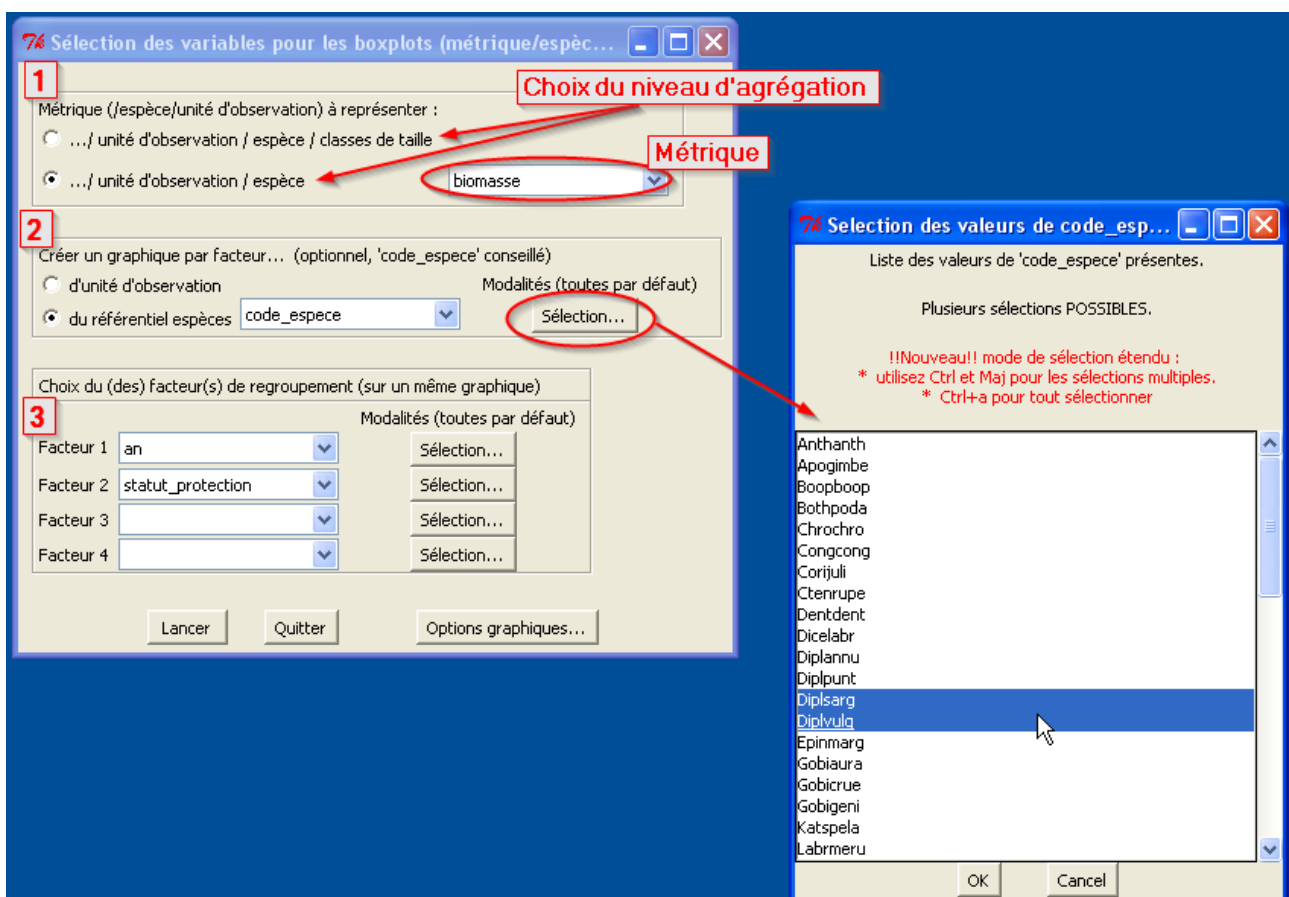 Sélection des variables pour les boxplots (métrique/espèc...
1
Choix du niveau d'agrégation
Métrique (/espèce/unité d'observation) à représenter :
.../ unité d'observation / espèce / classes de taille
Métrique
.../ unité d'observation / espèce
biomasse
2
Créer un graphique par facteur... (optionnel, 'code_espece' conseillé)
d'unité d'observation
Modalités (toutes par défaut)
du référentiel espèces
code_espece
Sélection...
Choix du (des) facteur(s) de regroupement (sur un même graphique)
3
Modalités (toutes par défaut)
Facteur 1 an Sélection...
Facteur 2 statut_protection Sélection...
Facteur 3 Sélection...
Facteur 4 Sélection...
Lancer Quitter Options graphiques...
Selection des valeurs de code_esp...
Liste des valeurs de 'code_espece' présentes.
Plusieurs sélections POSSIBLES.
!!Nouveau!! mode de sélection étendu :
* utilisez Ctrl et Maj pour les sélections multiples.
* Ctrl+a pour tout sélectionner
Anthanth
Apogimbe
Boopboop
Bothpoda
Chrochro
Congcong
Corijuli
Ctenrupe
Dentdent
Dicelabr
Diplannu
Diplpunt
Diplsarg
Diplvulg
Epinmarg
Gobiaura
Gobicrue
Gobigeni
Katspela
Labrmeru
OK Cancel